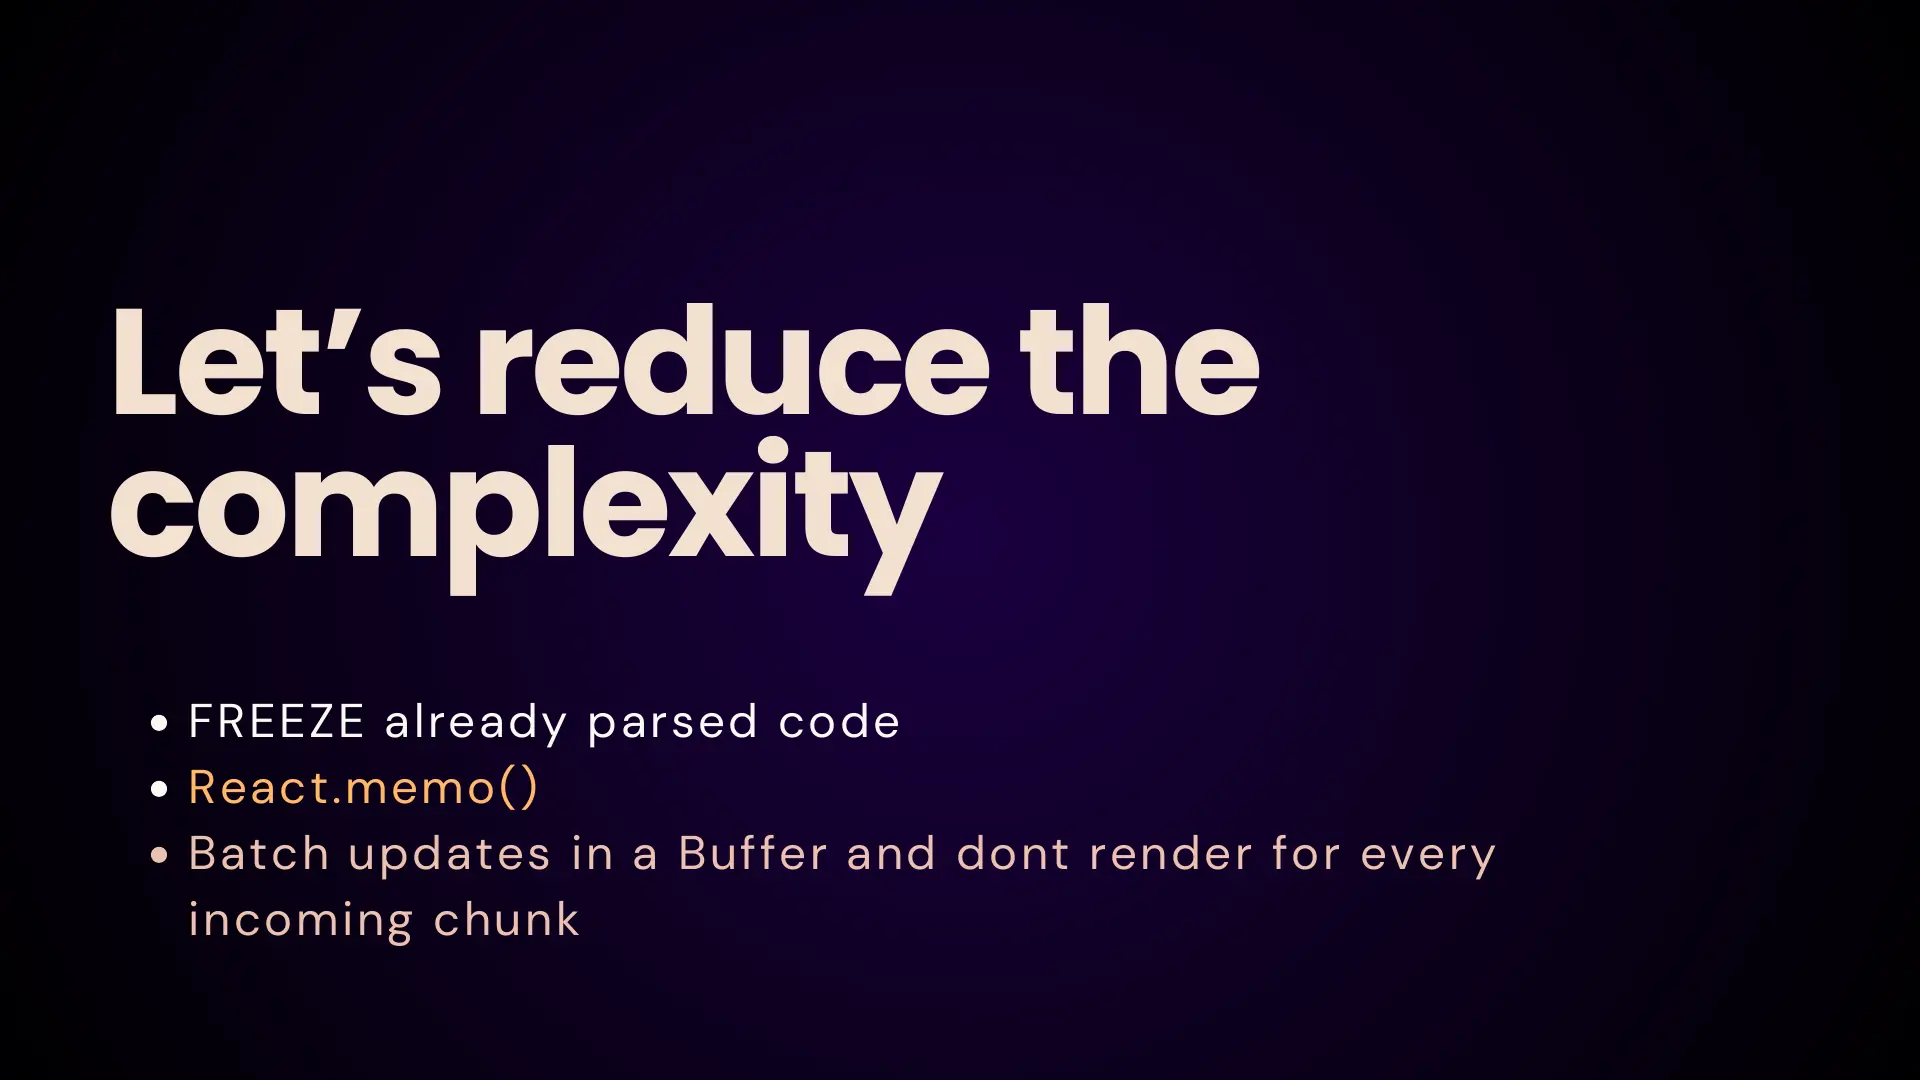 Let’s reduce the
complexity
• FREEZE already parsed code
• React.memo()
• Batch updates in a Buffer and dont render for every
incoming chunk